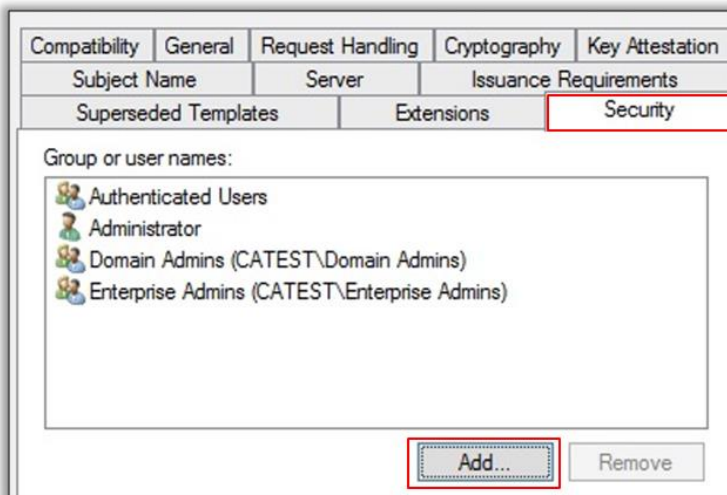 Compatibility General Request Handling Cryptography Key Attestation
Subject Name Server Issuance Requirements
Superseded Templates Extensions Security
Group or user names:
Authenticated Users
Administrator
Domain Admins (CATEST\Domain Admins)
Enterprise Admins (CATEST\Enterprise Admins)
Add... Remove